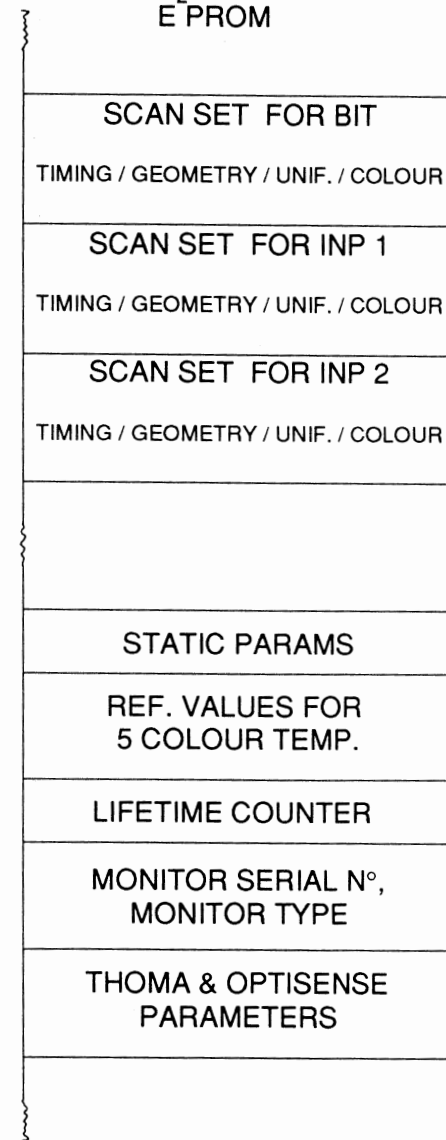 E²PROM
SCAN SET FOR BIT
TIMING / GEOMETRY / UNIF. / COLOUR
SCAN SET FOR INP 1
TIMING / GEOMETRY / UNIF. / COLOUR
SCAN SET FOR INP 2
TIMING / GEOMETRY / UNIF. / COLOUR
STATIC PARAMS
REF. VALUES FOR
5 COLOUR TEMP.
LIFETIME COUNTER
MONITOR SERIAL N°,
MONITOR TYPE
THOMA & OPTISENSE
PARAMETERS